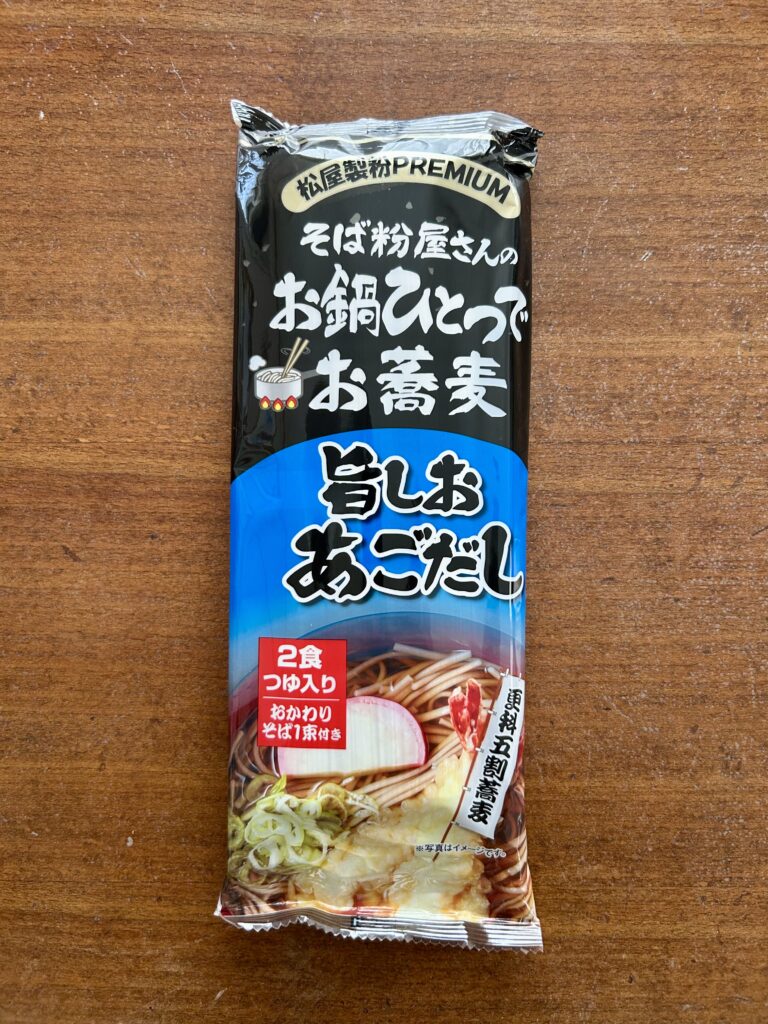 松屋製粉PREMIUM
そば粉屋さんの
お鍋ひとつで
お蕎麦
旨しお
あごだし
2食
つゆ入り
おかわり
そば1束付き
更科五割蕎麦
※写真はイメージです。